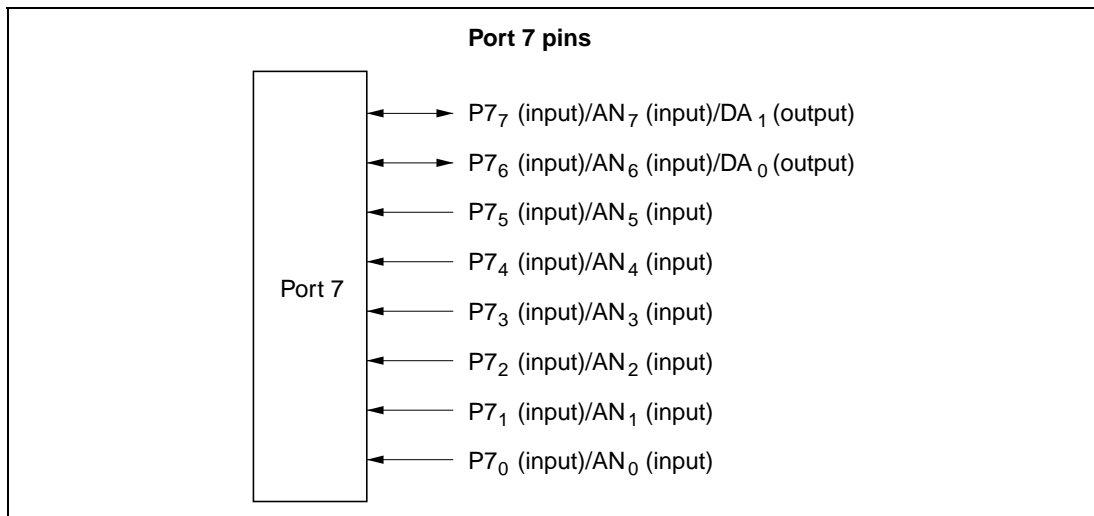 Port 7 pins
P7₇ (input)/AN₇ (input)/DA₁ (output)
P7₆ (input)/AN₆ (input)/DA₀ (output)
P7₅ (input)/AN₅ (input)
P7₄ (input)/AN₄ (input)
Port 7
P7₃ (input)/AN₃ (input)
P7₂ (input)/AN₂ (input)
P7₁ (input)/AN₁ (input)
P7₀ (input)/AN₀ (input)